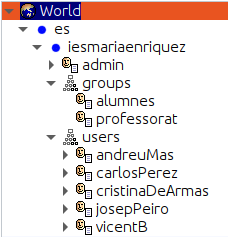 World
es
iesmariaenriquez
admin
groups
alumnes
professorat
users
andreuMas
carlosPerez
cristinaDeArmas
josepPeiro
vicentB